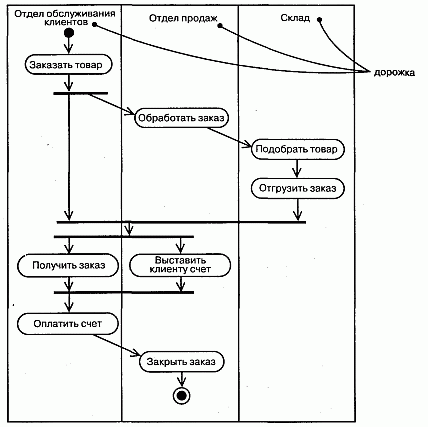 Отдел обслуживания
клиентов
Отдел продаж
Склад
дорожка
Заказать товар
Обработать заказ
Подобрать товар
Отгрузить заказ
Получить заказ
Выставить
клиенту счет
Оплатить счет
Закрыть заказ